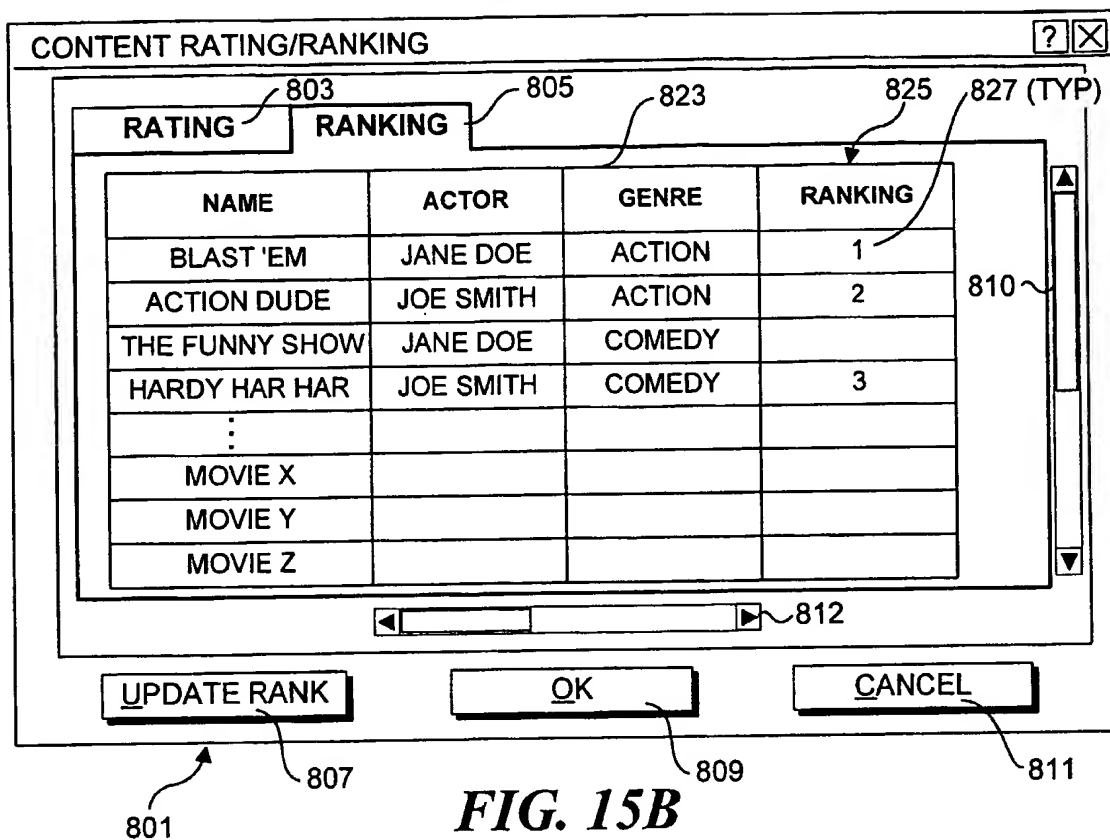 CONTENT RATING/RANKING ? X
803 805 823 825 827 (TYP)
RATING RANKING
NAME ACTOR GENRE RANKING
BLAST 'EM JANE DOE ACTION 1
ACTION DUDE JOE SMITH ACTION 2
810
THE FUNNY SHOW JANE DOE COMEDY
HARDY HAR HAR JOE SMITH COMEDY 3
⋮
MOVIE X
MOVIE Y
MOVIE Z
812
UPDATE RANK OK CANCEL
801 807 809 811
FIG. 15B